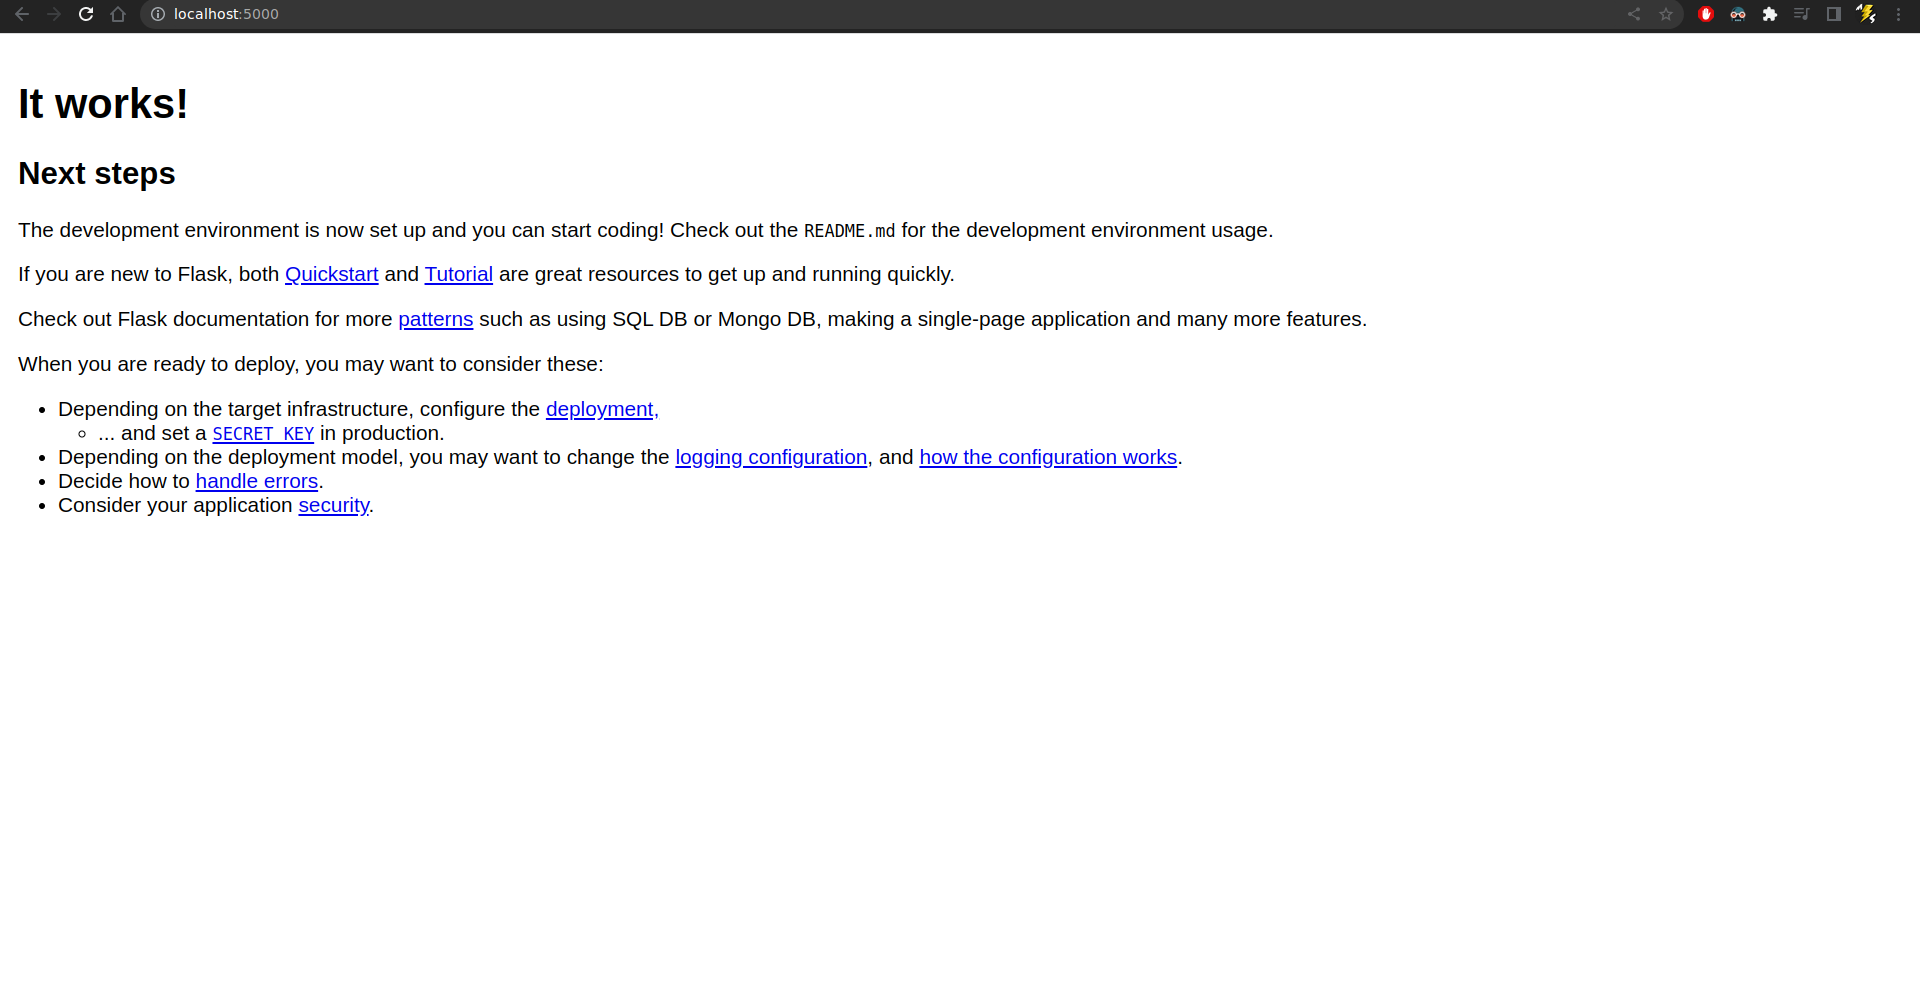 localhost:5000
It works!
Next steps
The development environment is now set up and you can start coding! Check out the README.md for the development environment usage.
If you are new to Flask, both Quickstart and Tutorial are great resources to get up and running quickly.
Check out Flask documentation for more patterns such as using SQL DB or Mongo DB, making a single-page application and many more features.
When you are ready to deploy, you may want to consider these:
• Depending on the target infrastructure, configure the deployment,
◦ ... and set a SECRET_KEY in production.
• Depending on the deployment model, you may want to change the logging configuration, and how the configuration works.
• Decide how to handle errors.
• Consider your application security.